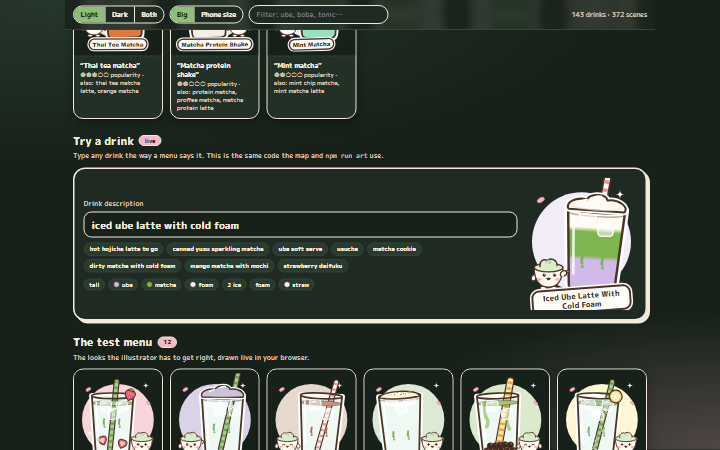 Light Dark Both Big Phone size Filter: ube, boba, tonic… 143 drinks · 372 scenes
Thai Tea Matcha Matcha Protein Shake Mint Matcha
“Thai tea matcha”
popularity ·
also: thai tea matcha
latte, orange matcha
“Matcha protein
shake”
popularity ·
also: protein matcha,
proffee matcha, matcha
protein latte
“Mint matcha”
popularity ·
also: mint chip matcha,
mint matcha latte
Try a drink live
Type any drink the way a menu says it. This is the same code the map and npm run art use.
Drink description
iced ube latte with cold foam
hot hojicha latte to go canned yuzu sparkling matcha ube soft serve usucha matcha cookie
dirty matcha with cold foam mango matcha with mochi strawberry daifuku
tall ube matcha foam 2 ice foam straw
Iced Ube Latte With
Cold Foam
The test menu 12
The looks the illustrator has to get right, drawn live in your browser.